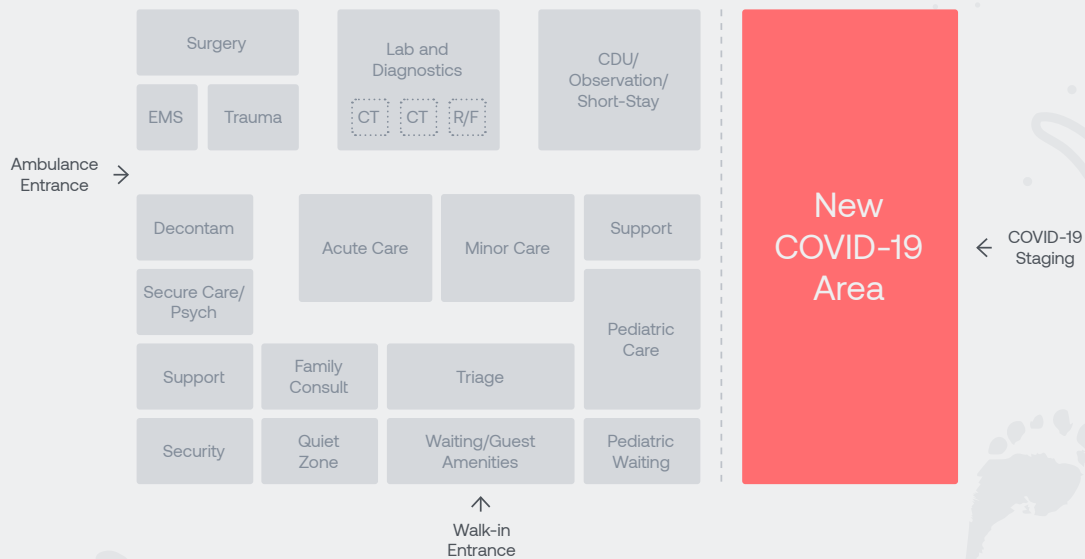 Surgery
Lab and
Diagnostics
CDU/
Observation/
Short-Stay
EMS
Trauma
CT
CT
R/F
Ambulance
Entrance
Decontam
Acute Care
Minor Care
Support
New
COVID-19
Area
COVID-19
Staging
Secure Care/
Psych
Pediatric
Care
Support
Family
Consult
Triage
Security
Quiet
Zone
Waiting/Guest
Amenities
Pediatric
Waiting
Walk-in
Entrance